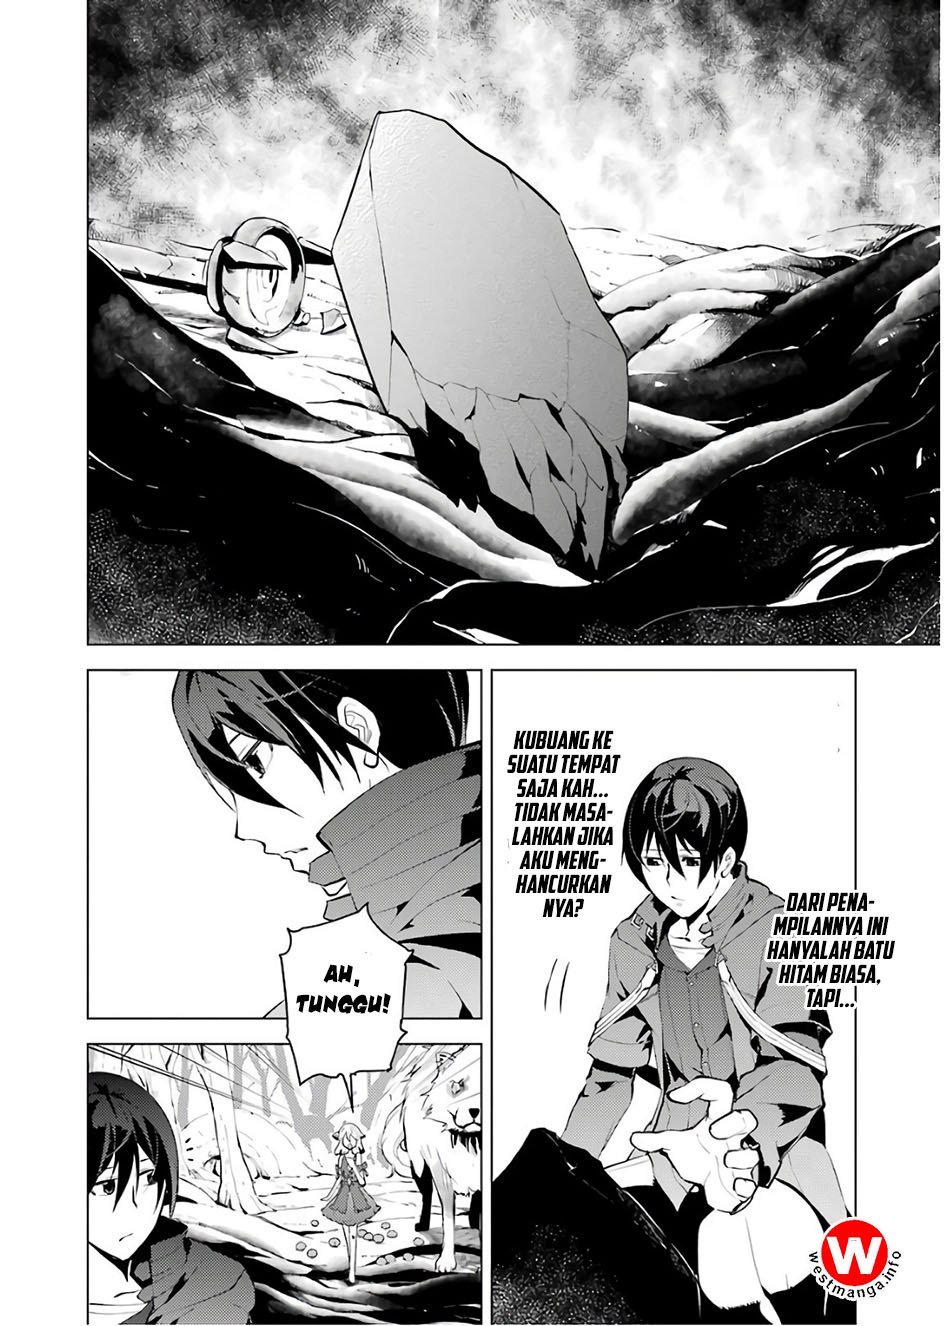 DARI PENA-
MPILANNYA INI
HANYALAH BATU
HITAM BIASA,
TAPI...
KUBUANG KE
SUATU TEMPAT
SAJA KAH...
TIDAK MASA-
LAHKAN JIKA
AKU MENG-
HANCURKAN
NYA?
AH,
TUNGGU!
W
westmanga.info